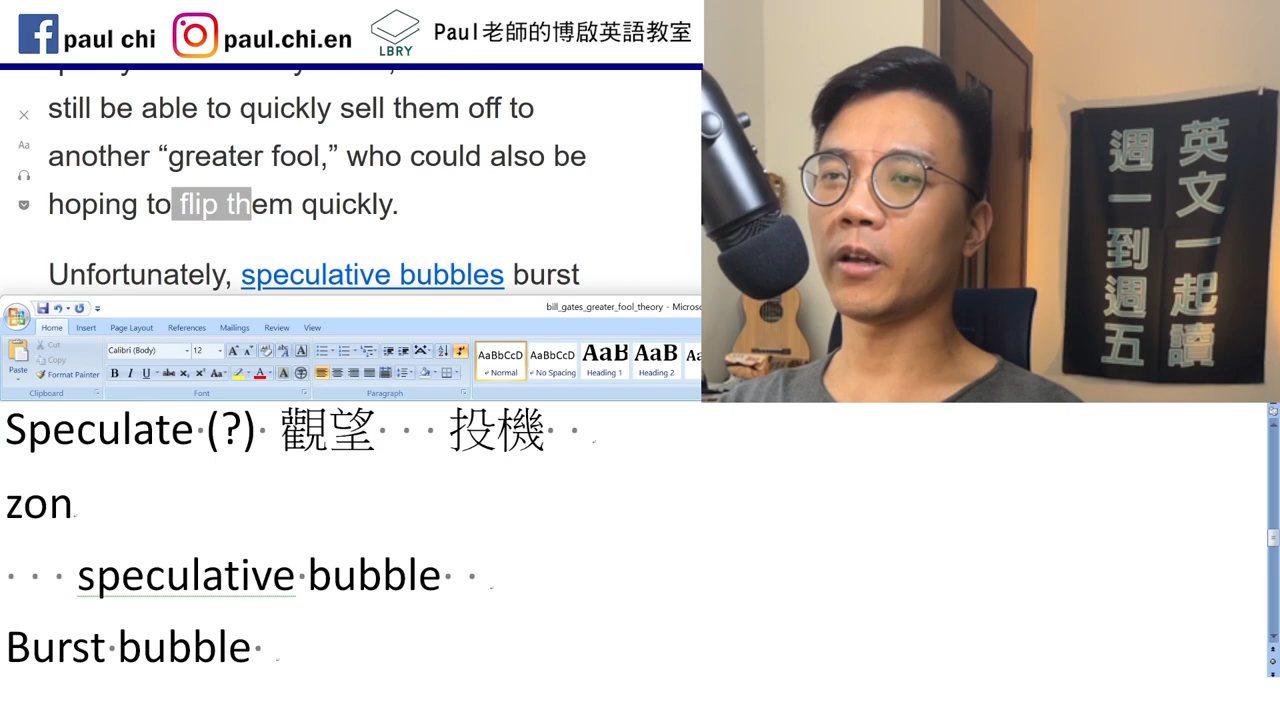 paul chi
paul.chi.en
LBRY
Paul老師的博啟英語教室
still be able to quickly sell them off to
another “greater fool,” who could also be
hoping to flip them quickly.
Unfortunately, speculative bubbles burst
Aa
bill_gates_greater_fool_theory - Micros
Home
Insert
Page Layout
References
Mailings
Review
View
Paste
Cut
Copy
Format Painter
Clipboard
Calibri (Body)
12
Font
Paragraph
AaBbCcD
Normal
AaBbCcD
No Spacing
AaBb
Heading 1
AaBb
Heading 2
Speculate (?) 觀望 投機
zon
speculative bubble
Burst bubble
英文一起讀
週一到週五